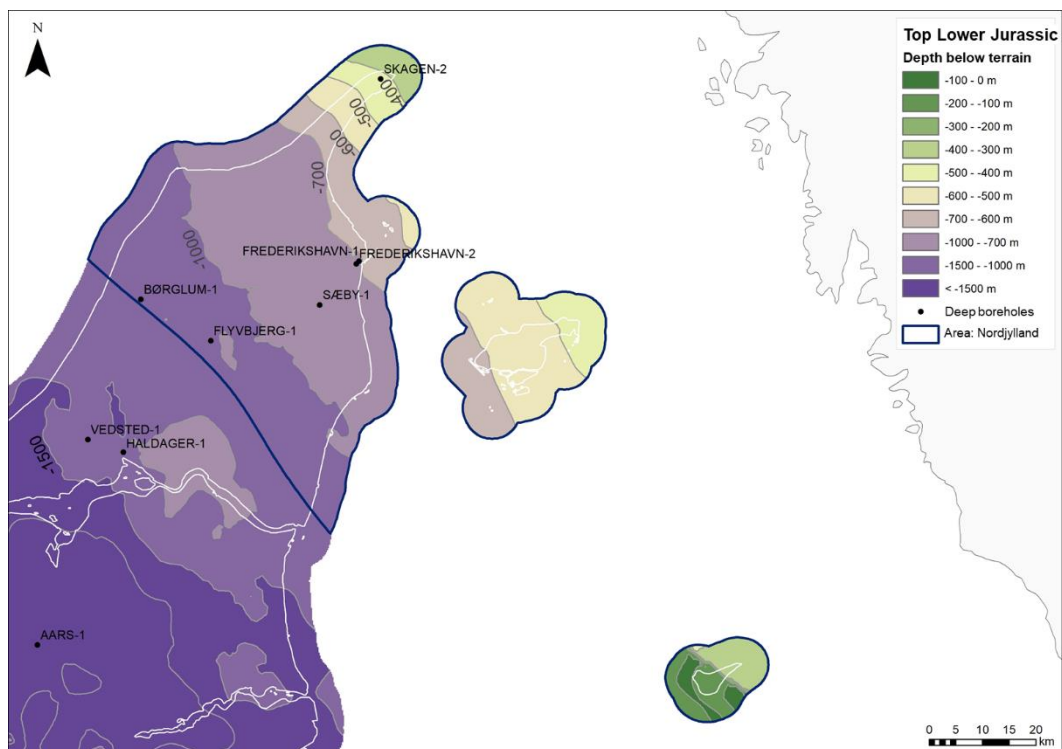 N
SKAGEN-2
-400
-500
-600
-700
-1000
FREDERIKSHAVN-1
FREDERIKSHAVN-2
BØRGLUM-1
SÆBY-1
FLYVBJERG-1
VEDSTED-1
HALDAGER-1
-1500
AARS-1
Top Lower Jurassic
Depth below terrain
-100 - 0 m
-200 - -100 m
-300 - -200 m
-400 - -300 m
-500 - -400 m
-600 - -500 m
-700 - -600 m
-1000 - -700 m
-1500 - -1000 m
< -1500 m
Deep boreholes
Area: Nordjylland
0 5 10 15 20
km